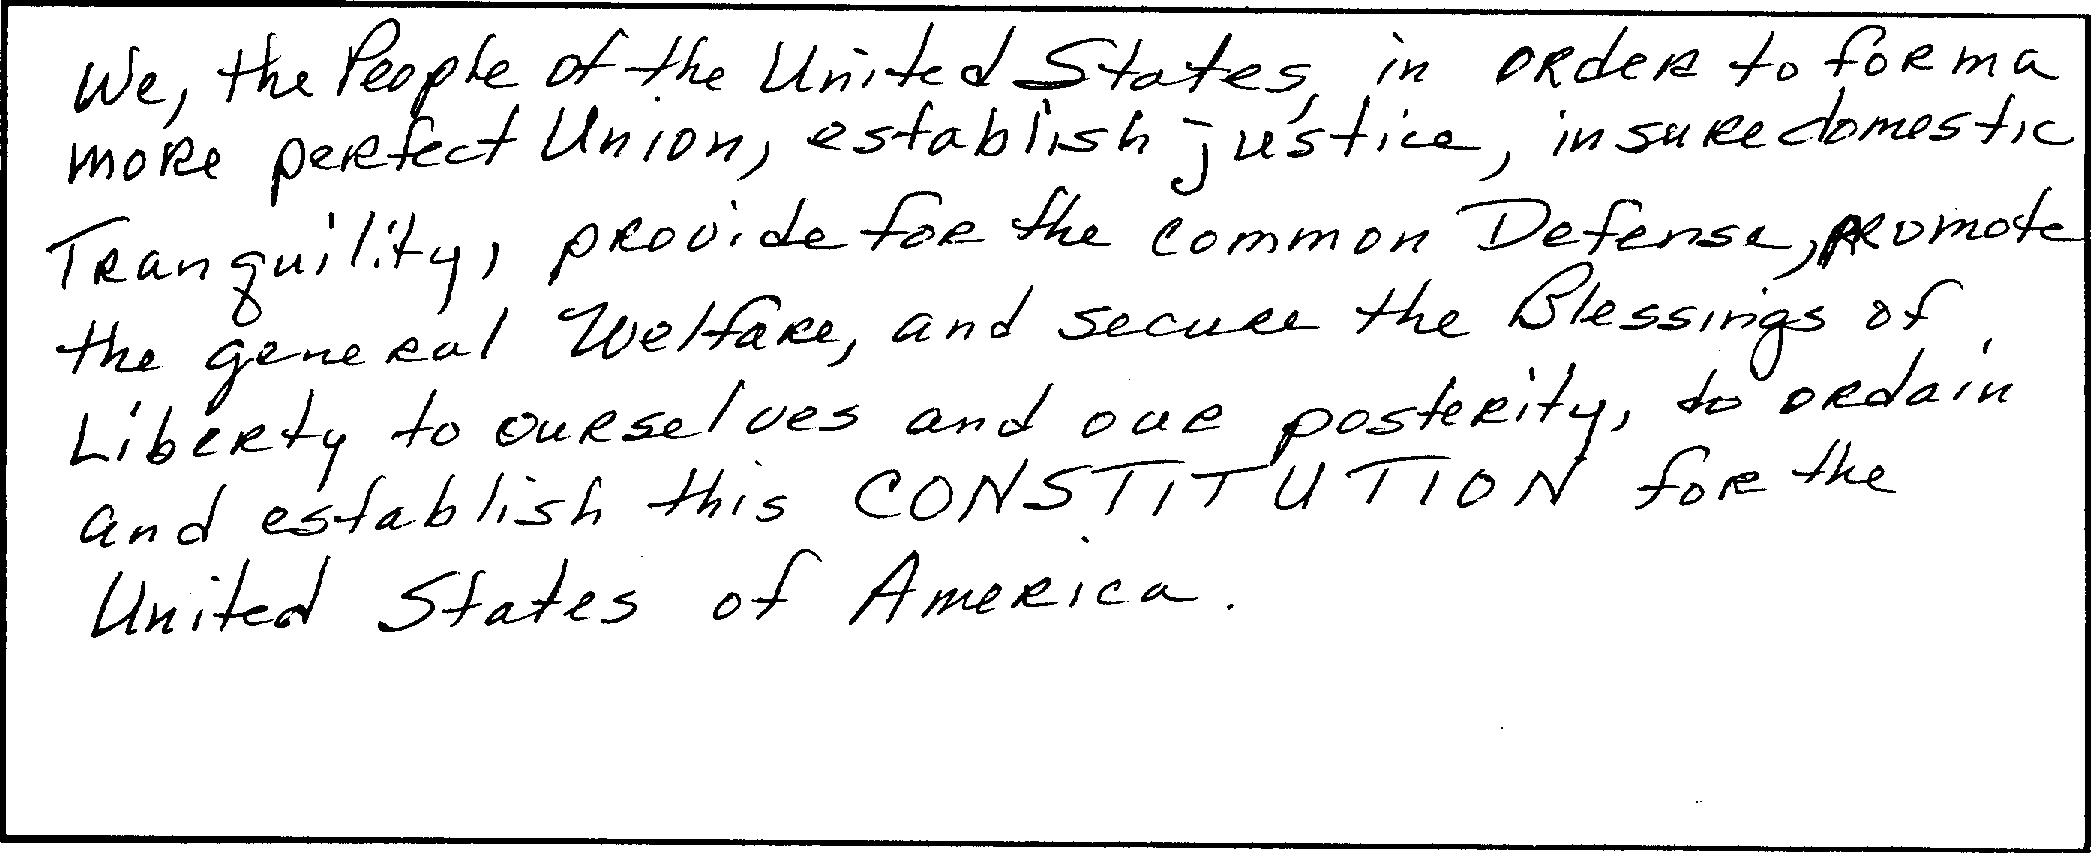 We, the People of the United States, in order to form a
more perfect Union, establish justice, insure domestic
Tranquility, provide for the common Defense, promote
the general Welfare, and secure the Blessings of
Liberty to ourselves and our posterity, to ordain
and establish this CONSTITUTION for the
United States of America.